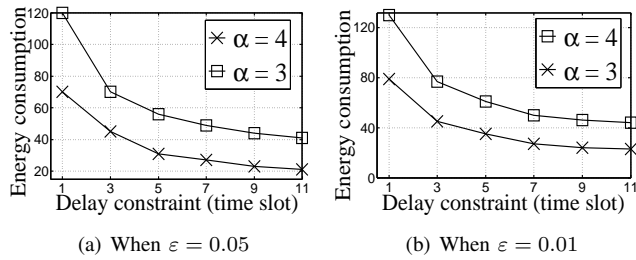 120
100
80
60
40
20
Energy consumption
α = 4
α = 3
1 3 5 7 9 11
Delay constraint (time slot)
(a) When ε = 0.05
120
80
40
0
Energy consumption
α = 4
α = 3
1 3 5 7 9 11
Delay constraint (time slot)
(b) When ε = 0.01